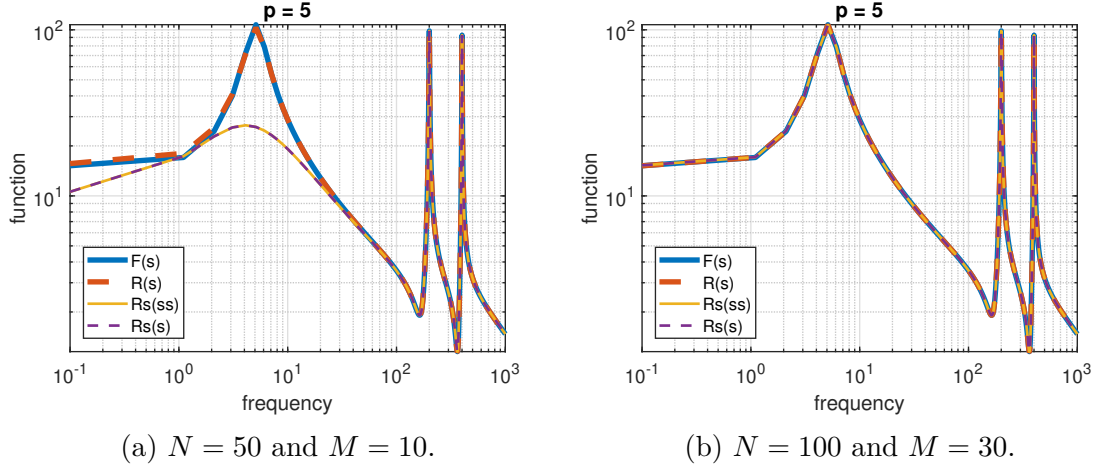 p = 5
10^2
10^1
function
F(s)
R(s)
Rs(ss)
Rs(s)
10^-1
10^0
10^1
10^2
10^3
frequency
(a) N = 50 and M = 10.
p = 5
10^2
10^1
function
F(s)
R(s)
Rs(ss)
Rs(s)
10^-1
10^0
10^1
10^2
10^3
frequency
(b) N = 100 and M = 30.